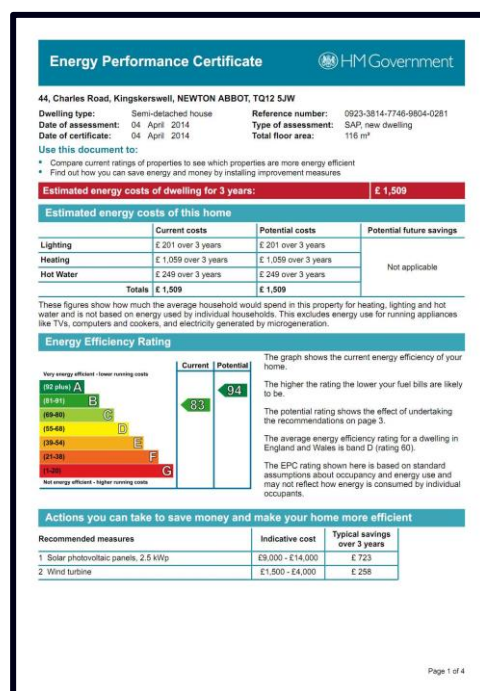 Energy Performance Certificate
HM Government
44, Charles Road, Kingskerswell, NEWTON ABBOT, TQ12 5JW
Dwelling type: Semi-detached house
Date of assessment: 04 April 2014
Date of certificate: 04 April 2014
Reference number: 0923-3814-7746-9804-0281
Type of assessment: SAP, new dwelling
Total floor area: 116 m²
Use this document to:
• Compare current ratings of properties to see which properties are more energy efficient
• Find out how you can save energy and money by installing improvement measures
Estimated energy costs of dwelling for 3 years: £ 1,509
Estimated energy costs of this home
Current costs Potential costs Potential future savings
Lighting £ 201 over 3 years £ 201 over 3 years
Heating £ 1,059 over 3 years £ 1,059 over 3 years
Hot Water £ 249 over 3 years £ 249 over 3 years
Not applicable
Totals £ 1,509 £ 1,509
These figures show how much the average household would spend in this property for heating, lighting and hot
water and is not based on energy used by individual households. This excludes energy use for running appliances
like TVs, computers and cookers, and electricity generated by microgeneration.
Energy Efficiency Rating
Current Potential
Very energy efficient - lower running costs
(92 plus) A
(81-91) B
(69-80) C
(55-68) D
(39-54) E
(21-38) F
(1-20) G
Not energy efficient - higher running costs
83
94
The graph shows the current energy efficiency of your
home.
The higher the rating the lower your fuel bills are likely
to be.
The potential rating shows the effect of undertaking
the recommendations on page 3.
The average energy efficiency rating for a dwelling in
England and Wales is band D (rating 60).
The EPC rating shown here is based on standard
assumptions about occupancy and energy use and
may not reflect how energy is consumed by individual
occupants.
Actions you can take to save money and make your home more efficient
Recommended measures Indicative cost Typical savings
over 3 years
1 Solar photovoltaic panels, 2.5 kWp £9,000 - £14,000 £ 723
2 Wind turbine £1,500 - £4,000 £ 258
Page 1 of 4